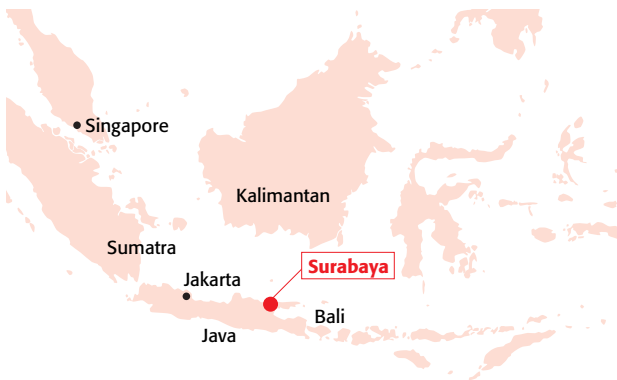 Singapore
Kalimantan
Sumatra
Surabaya
Jakarta
Bali
Java